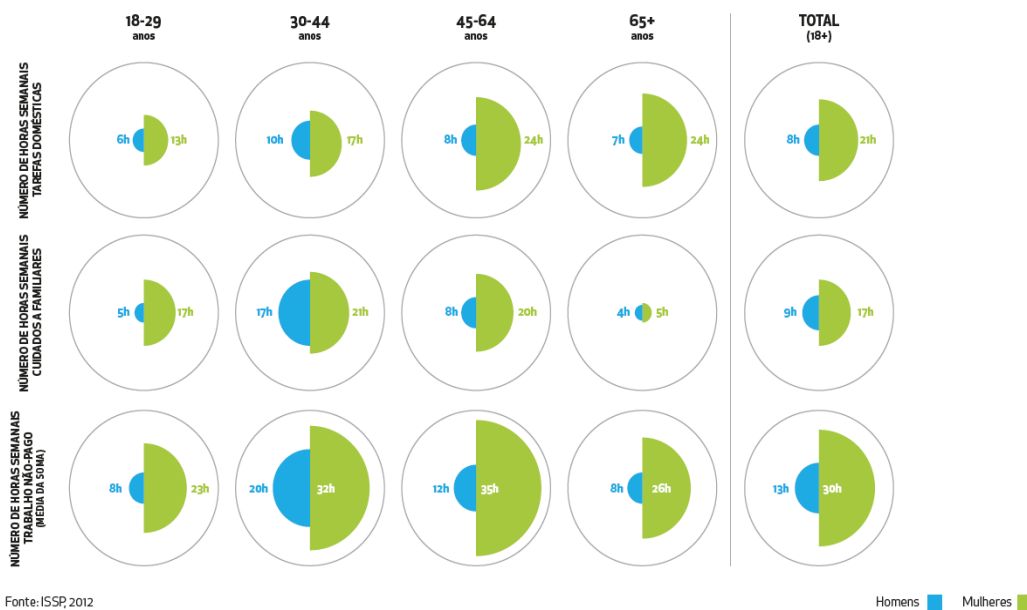 18-29
anos
30-44
anos
45-64
anos
65+
anos
TOTAL
(18+)
NÚMERO DE HORAS SEMANAIS
TAREFAS DOMÉSTICAS
6h
13h
10h
17h
8h
24h
7h
24h
8h
21h
NÚMERO DE HORAS SEMANAIS
CUIDADOS A FAMILIARES
5h
17h
17h
21h
8h
20h
4h
5h
9h
17h
NÚMERO DE HORAS SEMANAIS
TRABALHO NÃO-PAGO
(MÉDIA DA SOMA)
8h
23h
20h
32h
12h
35h
8h
26h
13h
30h
Fonte: ISSP, 2012
Homens
Mulheres